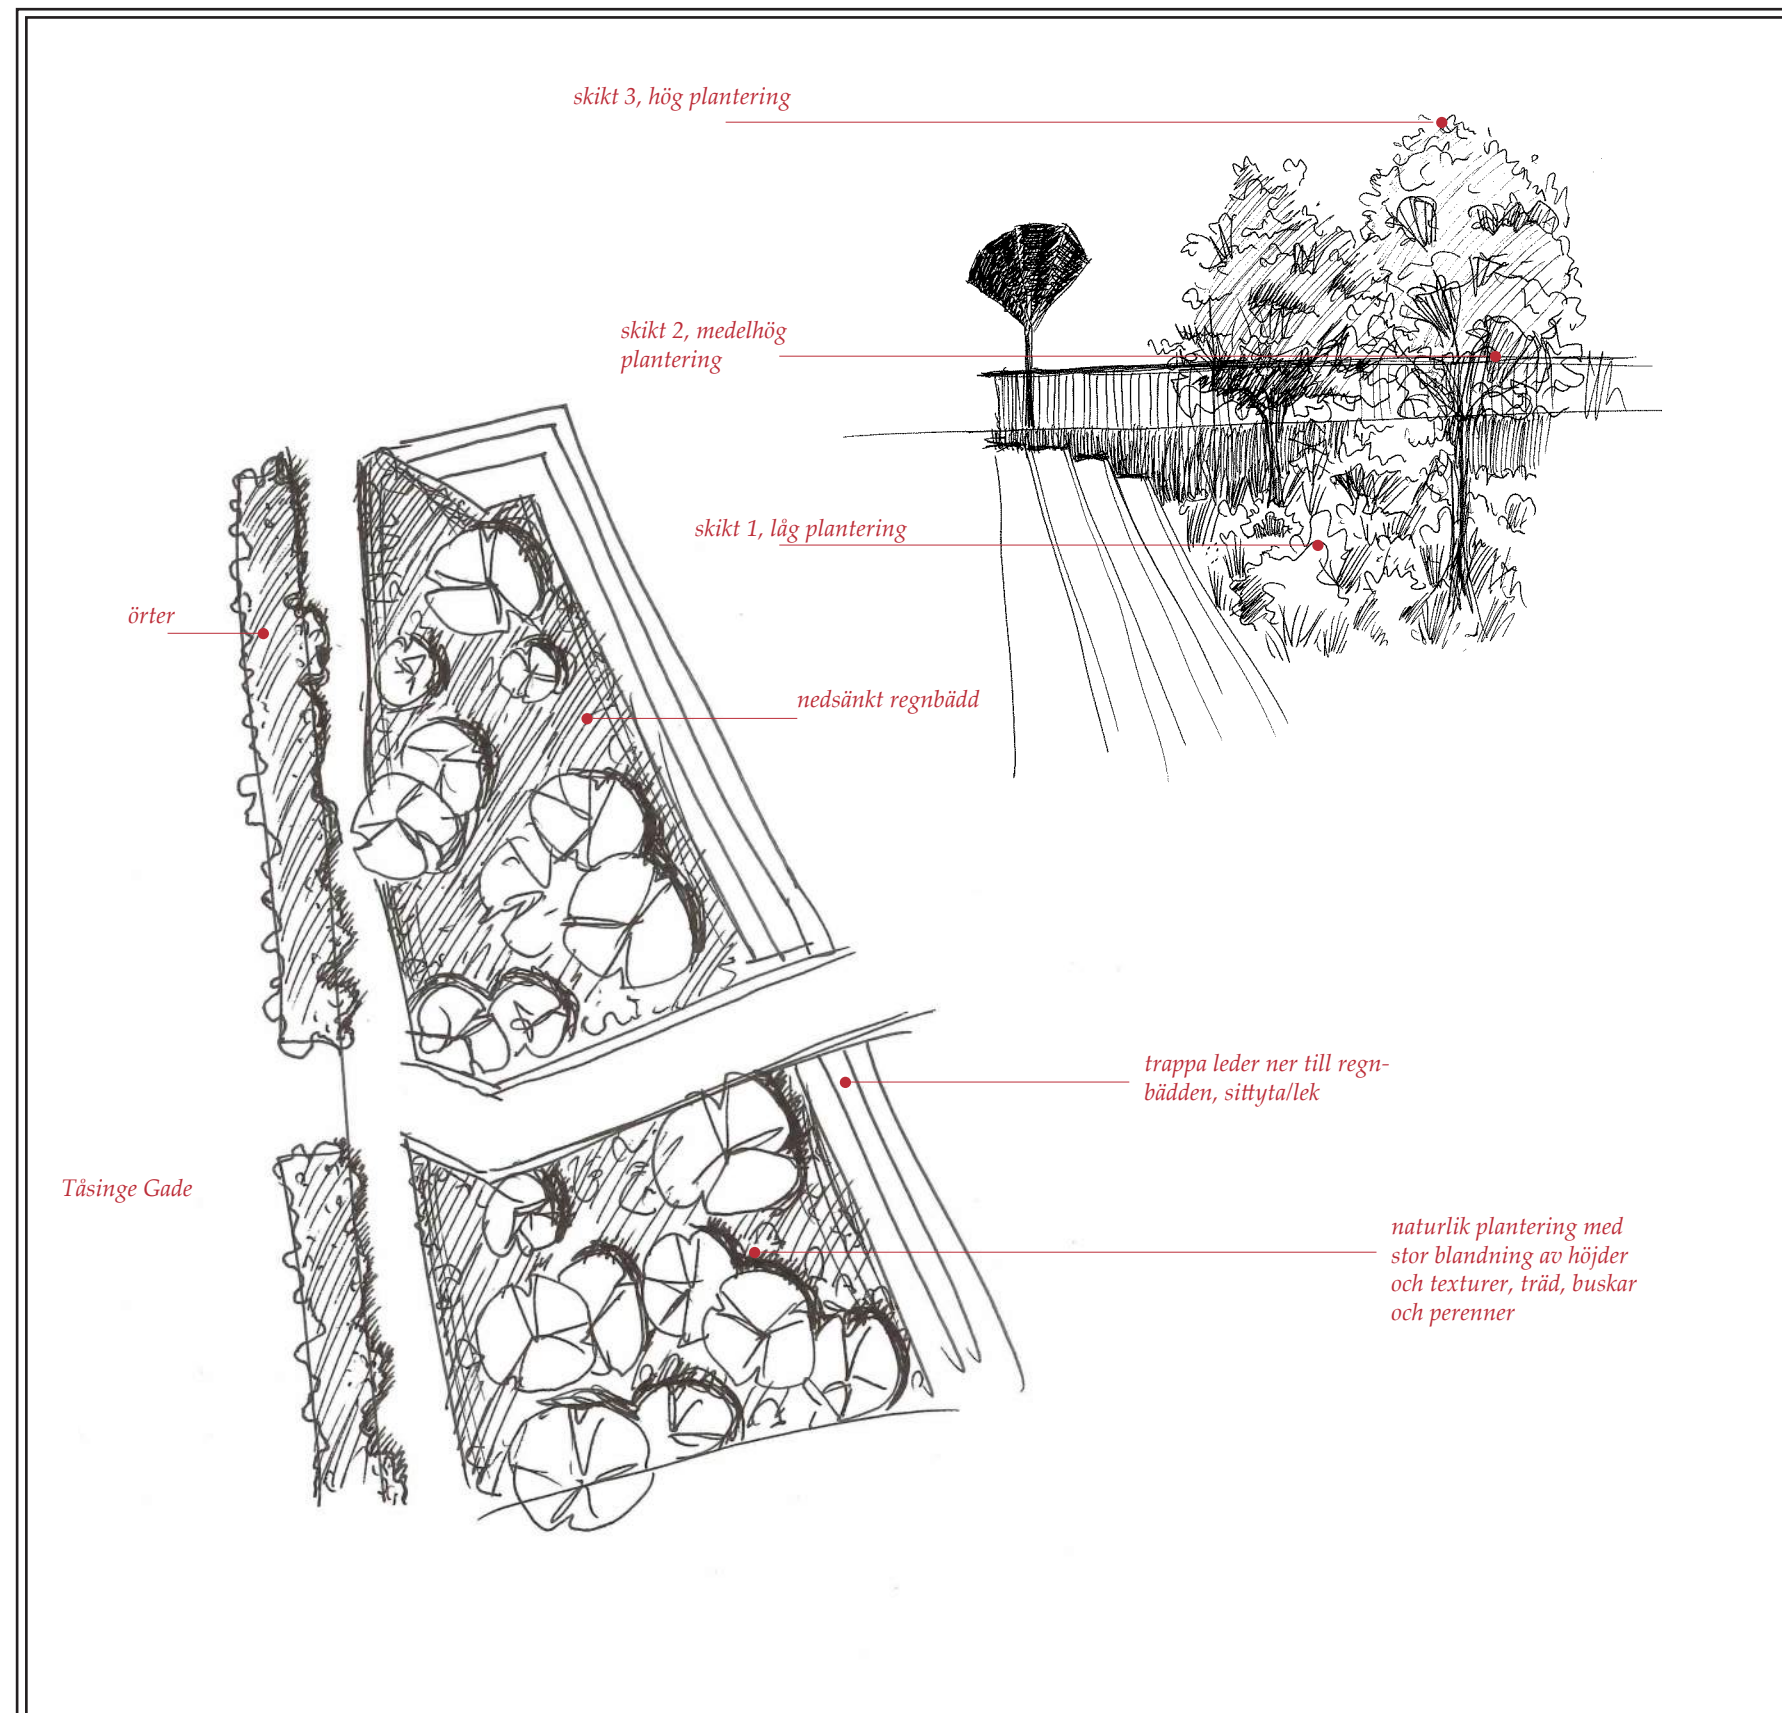 skikt 3, hög plantering
skikt 2, medelhög
plantering
skikt 1, låg plantering
örter
nedsänkt regnbädd
trappa leder ner till regn-
bädden, sittyta/lek
Tåsinge Gade
naturlik plantering med
stor blandning av höjder
och texturer, träd, buskar
och perenner